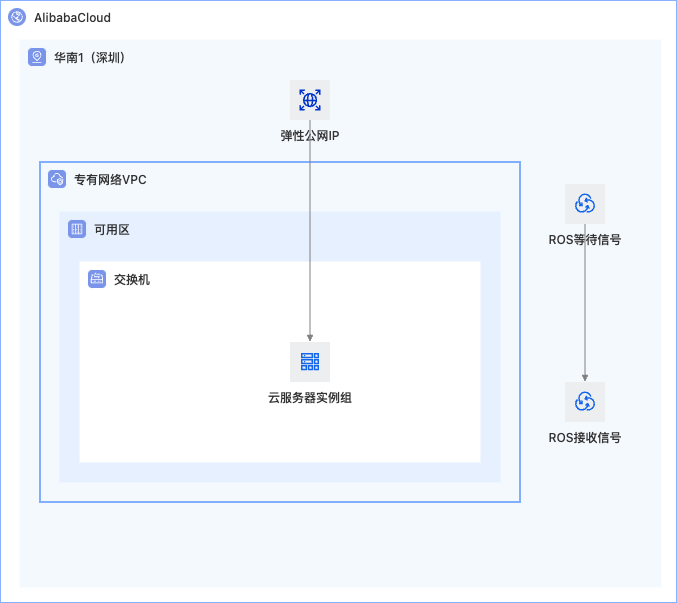 AlibabaCloud
华南1（深圳）
弹性公网IP
专有网络VPC
ROS等待信号
可用区
交换机
云服务器实例组
ROS接收信号